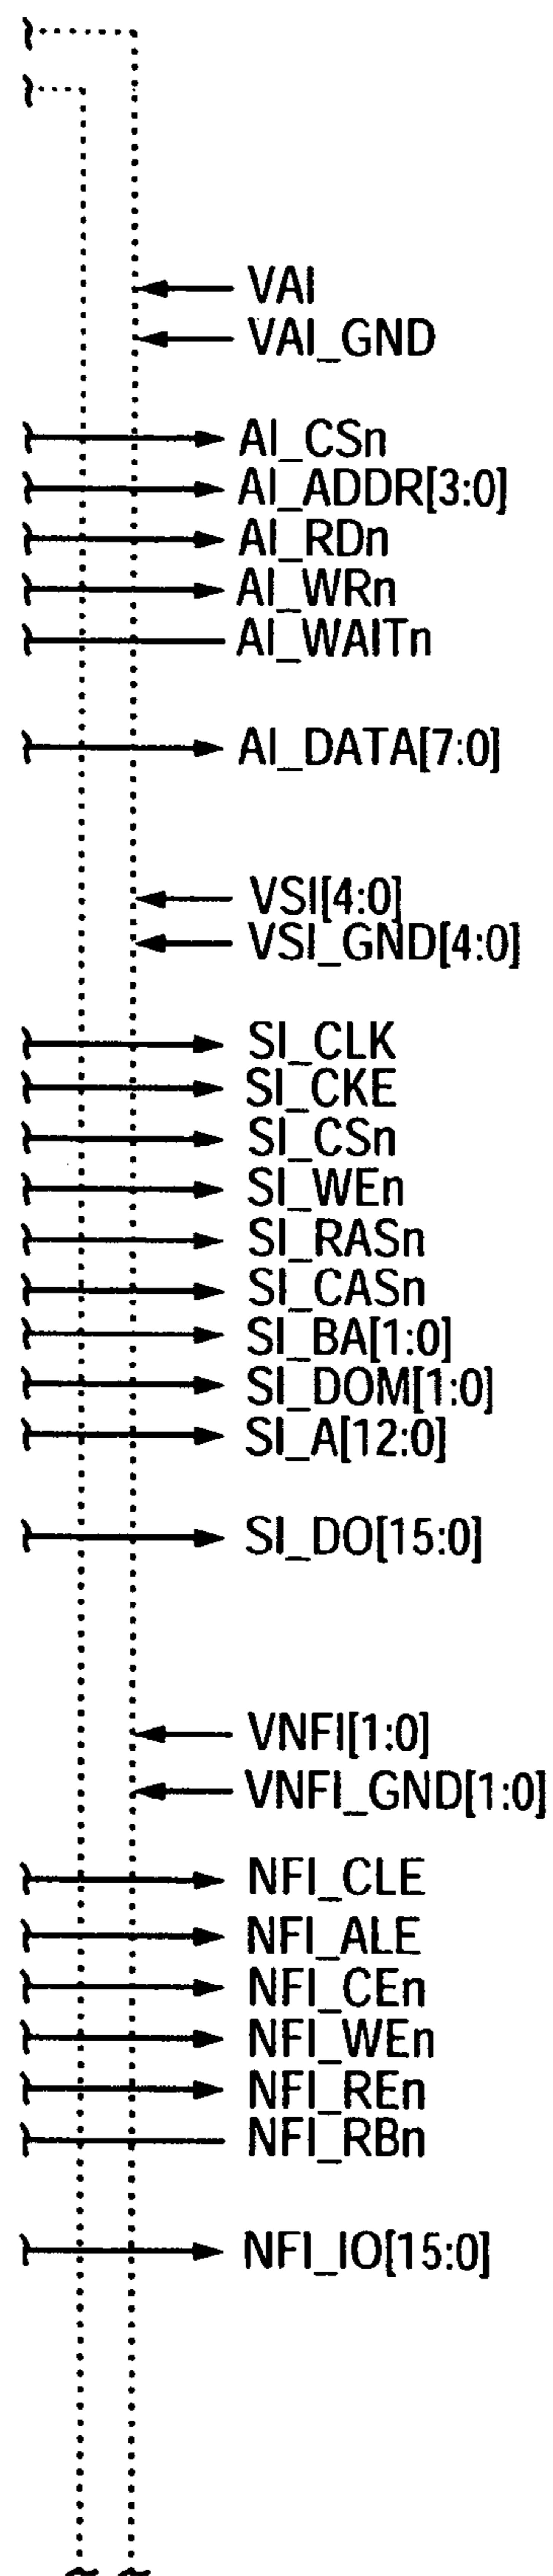 VAI
VAI_GND
AI_CSn
AI_ADDR[3:0]
AI_RDn
AI_WRn
AI_WAITn
AI_DATA[7:0]
VSI[4:0]
VSI_GND[4:0]
SI_CLK
SI_CKE
SI_CSn
SI_WEn
SI_RASn
SI_CASn
SI_BA[1:0]
SI_DOM[1:0]
SI_A[12:0]
SI_DO[15:0]
VNFI[1:0]
VNFI_GND[1:0]
NFI_CLE
NFI_ALE
NFI_CEn
NFI_WEn
NFI_REn
NFI_RBn
NFI_IO[15:0]